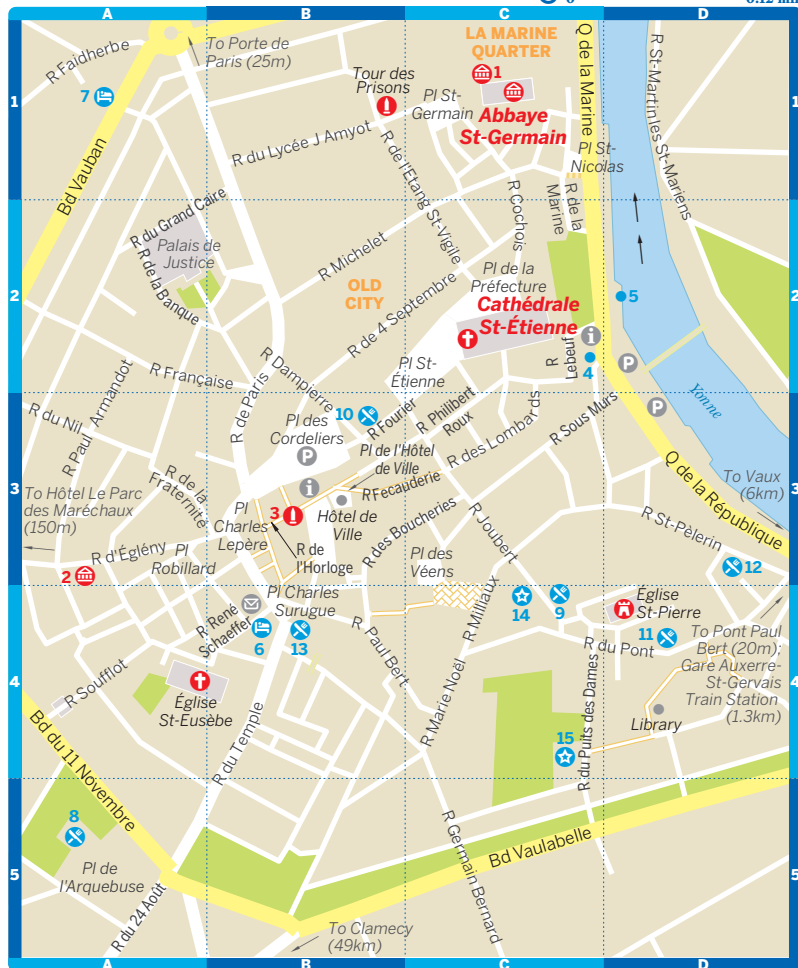 0
0.12 mi
A
B
C
D
To Porte de
Paris (25m)
R Faidherbe
7
Bd Vauban
Tour des
Prisons
LA MARINE
QUARTER
1
Pl St-
Germain
Abbaye
St-Germain
Q de la Marine
R St-Martin les St-Mariens
Pl St-
Nicolas
1
1
R du Lycée J Amyot
R de l'Etang St-Vigile
R Cochois
R de la
Marine
R du Grand Caire
Palais de
Justice
R de la Banque
R Michelet
OLD
CITY
R de 4 Septembre
Pl de la
Préfecture
Cathédrale
St-Étienne
5
2
2
R
Lebeuf
4
Pl St-
Étienne
R Française
R Dampierre
R de Paris
R Paul Armandot
R du Nil
10
R Fourier
R Philibert
Roux
Pl des
Cordeliers
P
P
P
Yonne
R des Lombards
R Sous Murs
Q de la République
Pl de l'Hôtel
de Ville
R Fecauderie
To Vaux
(6km)
3
3
R de la
Fraternité
To Hôtel Le Parc
des Maréchaux
(150m)
Pl
Charles
Lepère
3
Hôtel de
Ville
R des Boucheries
R Joubert
R St-Pèlerin
R d'Égleny
Pl
Robillard
R de
l'Horloge
Pl des
Véens
12
2
Pl Charles
Surugue
R René
Schaeffer
6
13
R Paul Bert
R Milliaux
14
9
Église
St-Pierre
11
R du Pont
To Pont Paul
Bert (20m);
Gare Auxerre-
St-Gervais
Train Station
(1.3km)
4
4
R Soufflot
Église
St-Eusèbe
R du Temple
R Marie Noël
R du Puits des Dames
Library
15
Bd du 11 Novembre
8
Pl de
l'Arquebuse
R du 24 Août
R Germain Bernard
Bd Vaulabelle
5
5
To Clamecy
(49km)
A
B
C
D